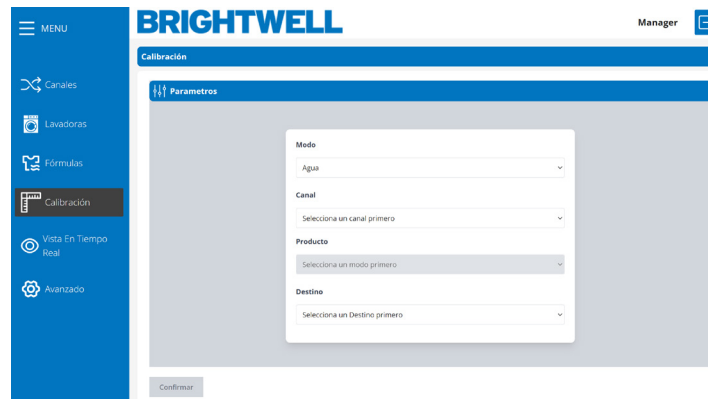 MENU
BRIGHTWELL
Manager
Calibración
Canales
Parametros
Lavadoras
Fórmulas
Calibración
Vista En Tiempo
Real
Avanzado
Modo
Agua
Canal
Selecciona un canal primero
Producto
Selecciona un modo primero
Destino
Selecciona un Destino primero
Confirmar